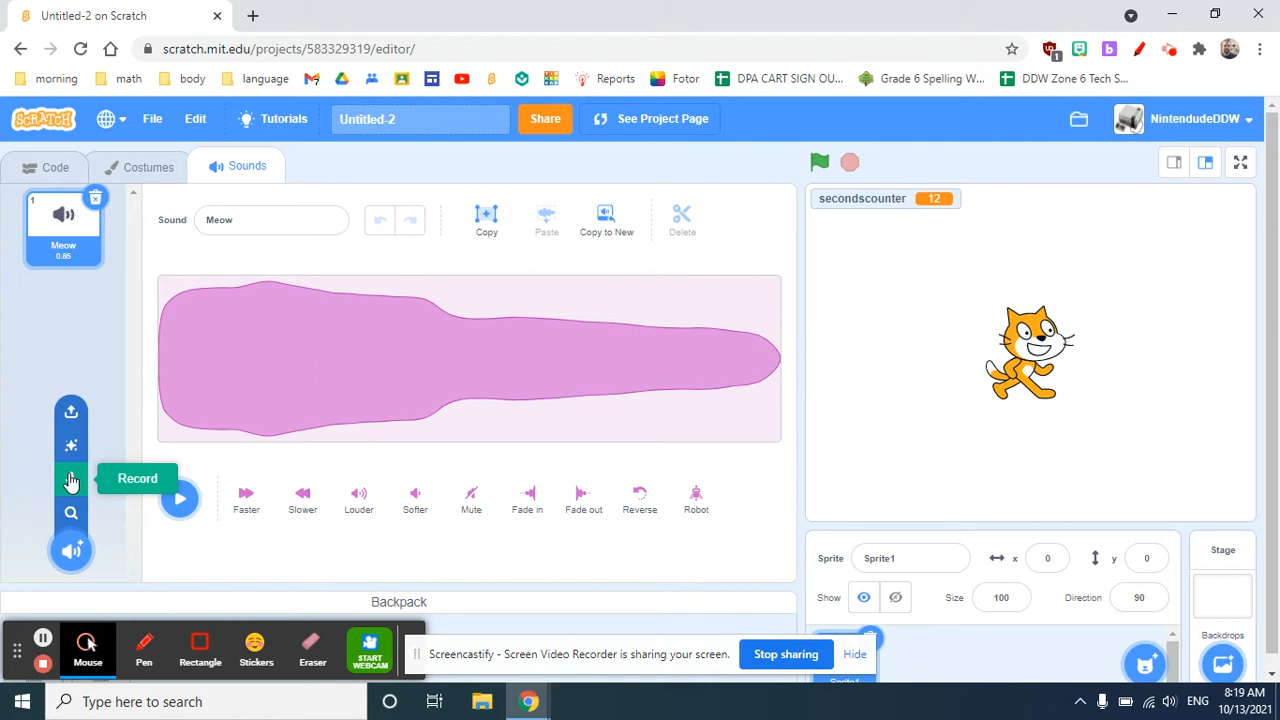 Untitled-2 on Scratch
scratch.mit.edu/projects/583329319/editor/
1
morning
math
body
language
Reports
Fotor
DPA CART SIGN OU...
Grade 6 Spelling W...
DDW Zone 6 Tech S...
SCRATCH
File
Edit
Tutorials
Untitled-2
Share
See Project Page
NintendudeDDW
Code
Costumes
Sounds
1
Meow
0.85
Sound
Meow
Copy
Paste
Copy to New
Delete
secondscounter 12
Record
Faster
Slower
Louder
Softer
Mute
Fade in
Fade out
Reverse
Robot
Sprite
Sprite1
x
0
y
0
Show
Size
100
Direction
90
Stage
Backdrops
Backpack
Mouse
Pen
Rectangle
Stickers
Eraser
START
WEBCAM
Screencastify - Screen Video Recorder is sharing your screen.
Stop sharing
Hide
Sprite1
Type here to search
ENG
8:19 AM
10/13/2021